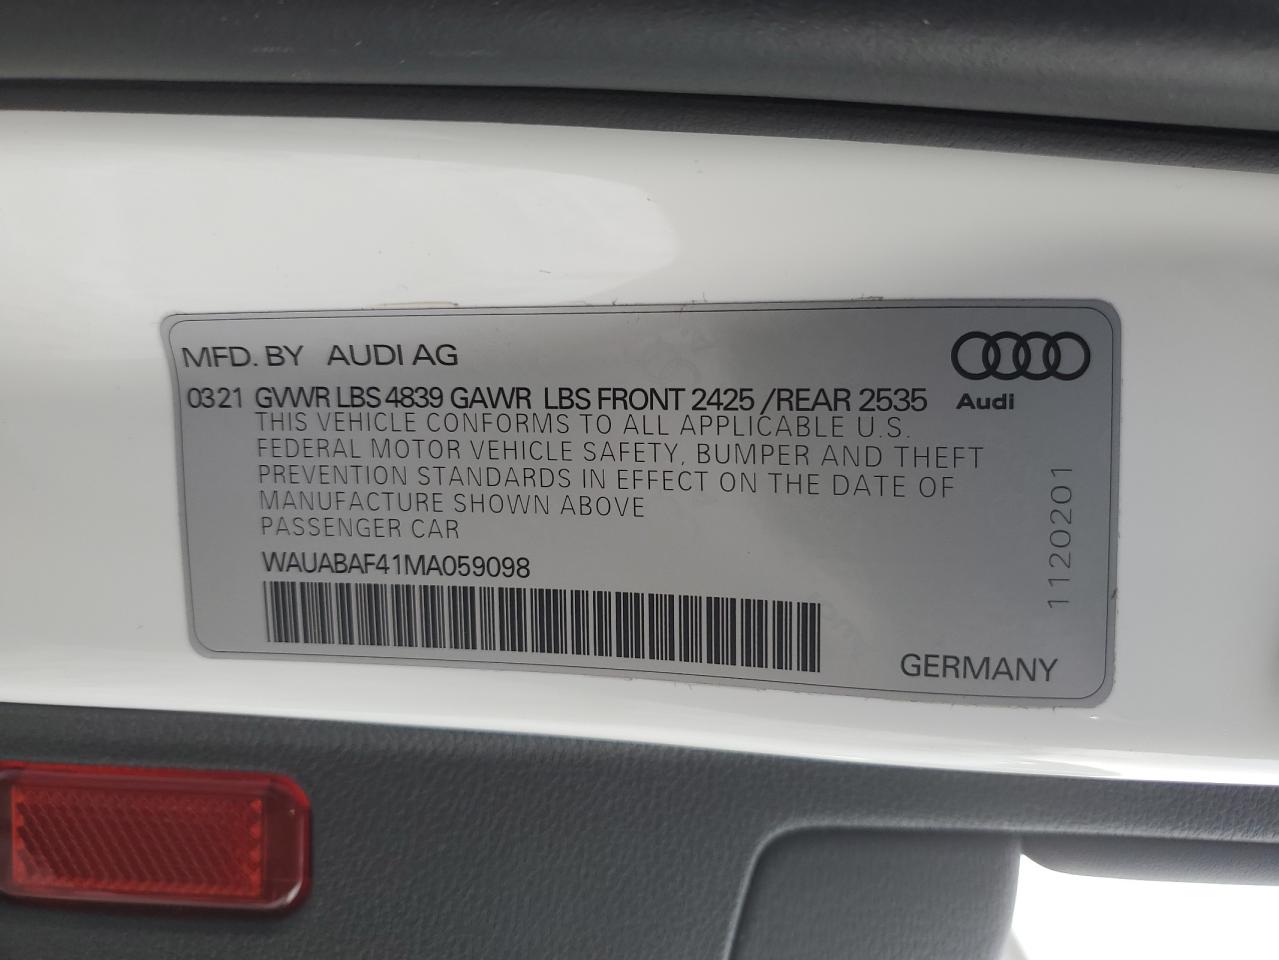 MFD. BY AUDI AG
0321 GVWR LBS 4839 GAWR LBS FRONT 2425 /REAR 2535
Audi
THIS VEHICLE CONFORMS TO ALL APPLICABLE U.S.
FEDERAL MOTOR VEHICLE SAFETY, BUMPER AND THEFT
PREVENTION STANDARDS IN EFFECT ON THE DATE OF
MANUFACTURE SHOWN ABOVE
PASSENGER CAR
WAUABAF41MA059098
1120201
GERMANY